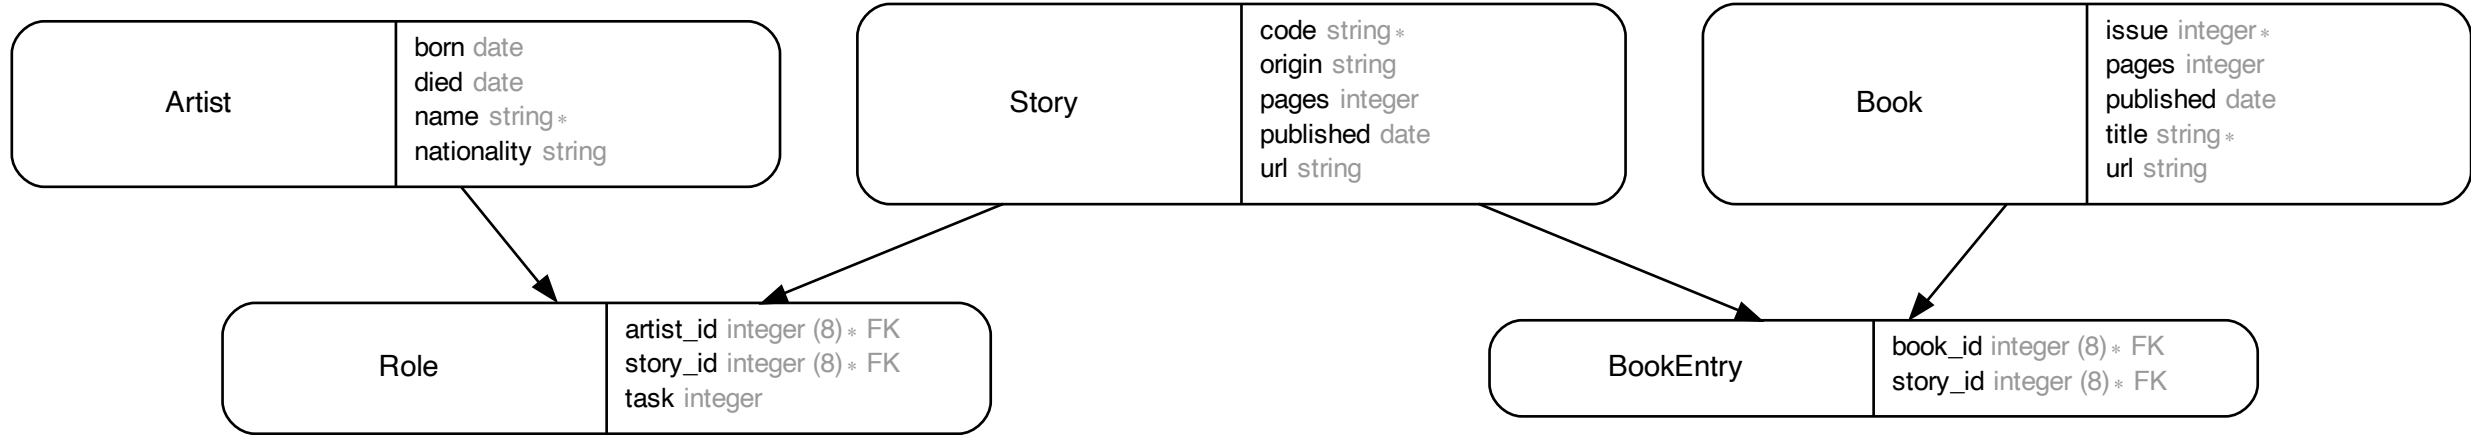 Artist
born date
died date
name string∗
nationality string
Story
code string∗
origin string
pages integer
published date
url string
Book
issue integer∗
pages integer
published date
title string∗
url string
Role
artist_id integer (8)∗ FK
story_id integer (8)∗ FK
task integer
BookEntry
book_id integer (8)∗ FK
story_id integer (8)∗ FK